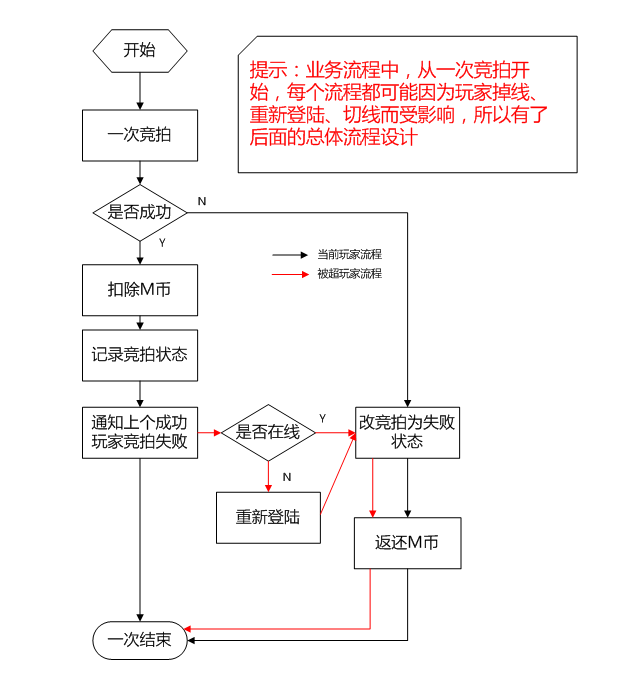 开始
提示：业务流程中，从一次竞拍开
始，每个流程都可能因为玩家掉线、
重新登陆、切线而受影响，所以有了
后面的总体流程设计
一次竞拍
是否成功
N
Y
当前玩家流程
被超玩家流程
扣除M币
记录竞拍状态
通知上个成功
玩家竞拍失败
是否在线
Y
改竞拍为失败
状态
N
重新登陆
返还M币
一次结束